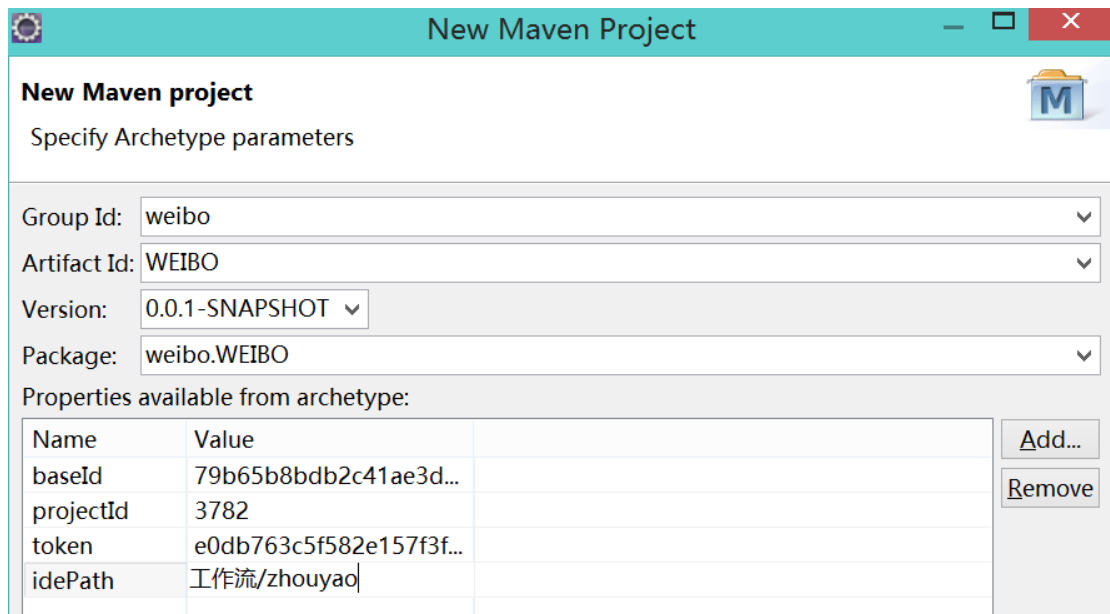 New Maven Project
New Maven project
Specify Archetype parameters
Group Id: weibo
Artifact Id: WEIBO
Version: 0.0.1-SNAPSHOT
Package: weibo.WEIBO
Properties available from archetype:
Name Value Add...
baseId 79b65b8bdb2c41ae3d... Remove
projectId 3782
token e0db763c5f582e157f3f...
idePath 工作流/zhouyao